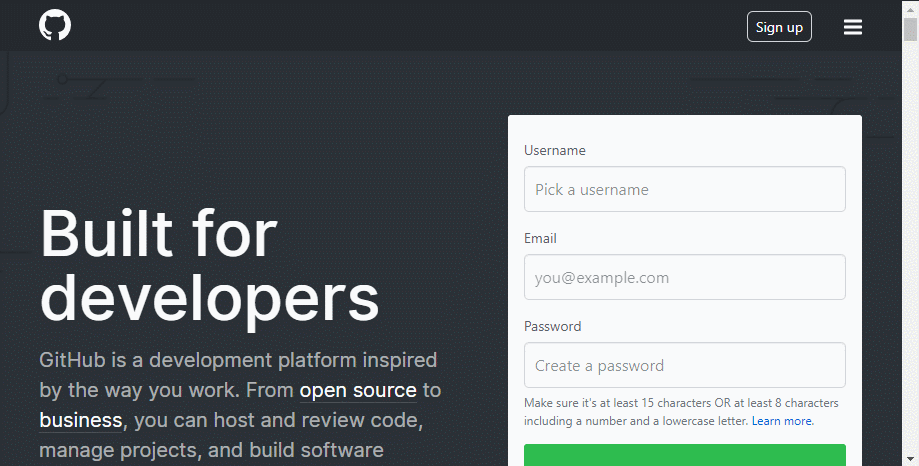 Sign up
Built for
developers
GitHub is a development platform inspired
by the way you work. From open source to
business, you can host and review code,
manage projects, and build software
Username
Pick a username
Email
you@example.com
Password
Create a password
Make sure it's at least 15 characters OR at least 8 characters
including a number and a lowercase letter. Learn more.